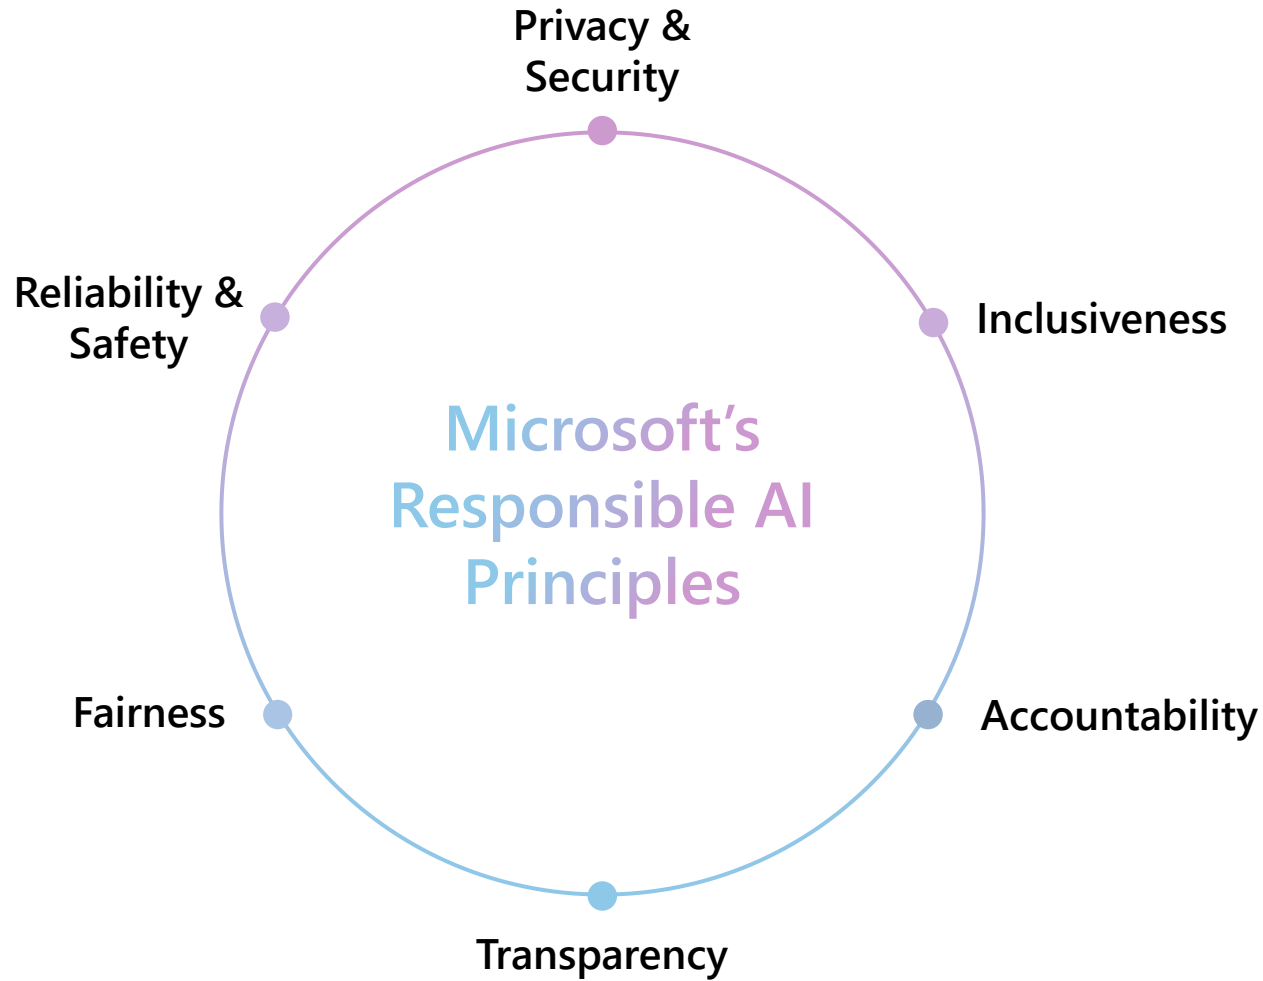 Privacy &
Security
Reliability &
Safety
Inclusiveness
Microsoft’s
Responsible AI
Principles
Fairness
Accountability
Transparency